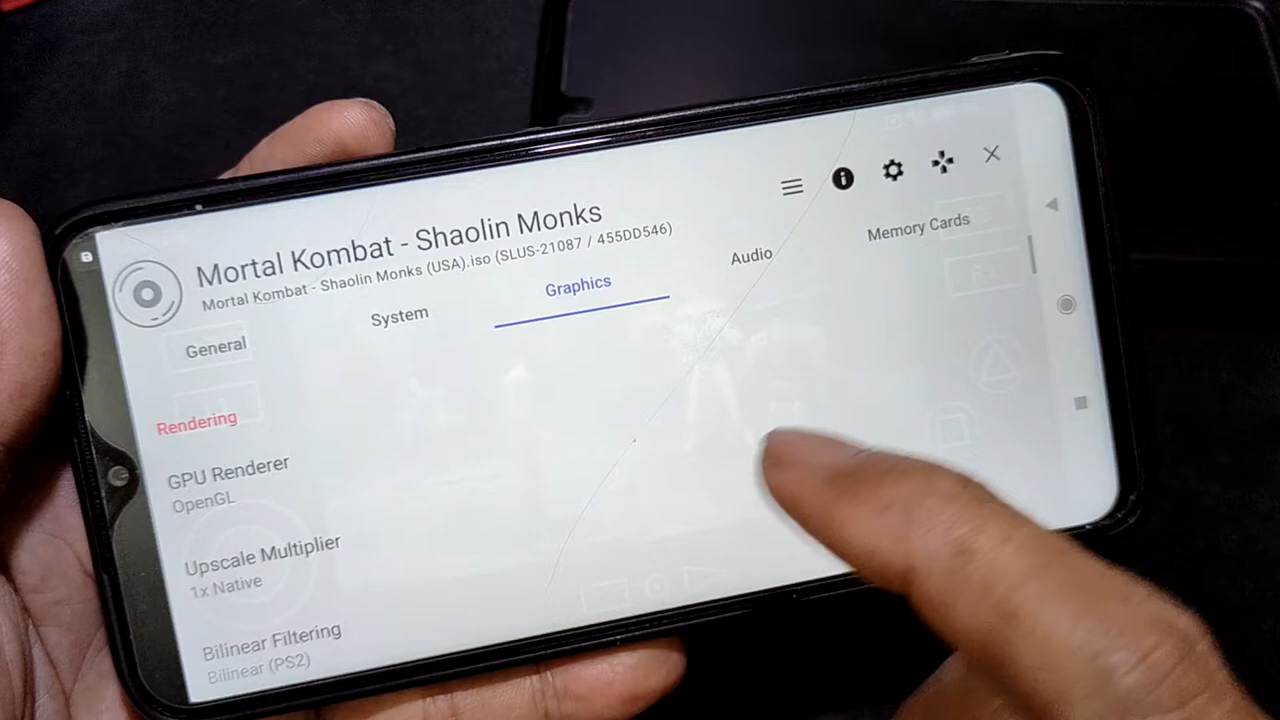 Mortal Kombat - Shaolin Monks
Mortal Kombat - Shaolin Monks (USA).iso (SLUS-21087 / 455DD546)
General
System
Graphics
Audio
Memory Cards
R1
Rendering
GPU Renderer
OpenGL
Upscale Multiplier
1x Native
Bilinear Filtering
Bilinear (PS2)